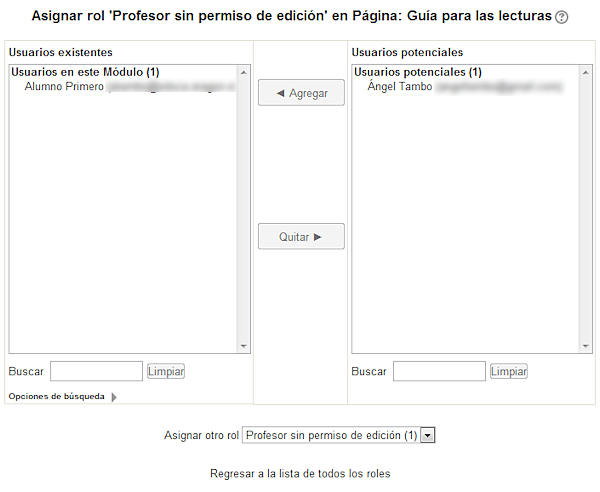 Asignar rol 'Profesor sin permiso de edición' en Página: Guía para las lecturas ?
Usuarios existentes
Usuarios en este Módulo (1)
Alumno Primero
Buscar Limpiar
Opciones de búsqueda ▶
◄ Agregar
Quitar ►
Usuarios potenciales
Usuarios potenciales (1)
Ángel Tambo
Buscar Limpiar
Asignar otro rol Profesor sin permiso de edición (1)
Regresar a la lista de todos los roles